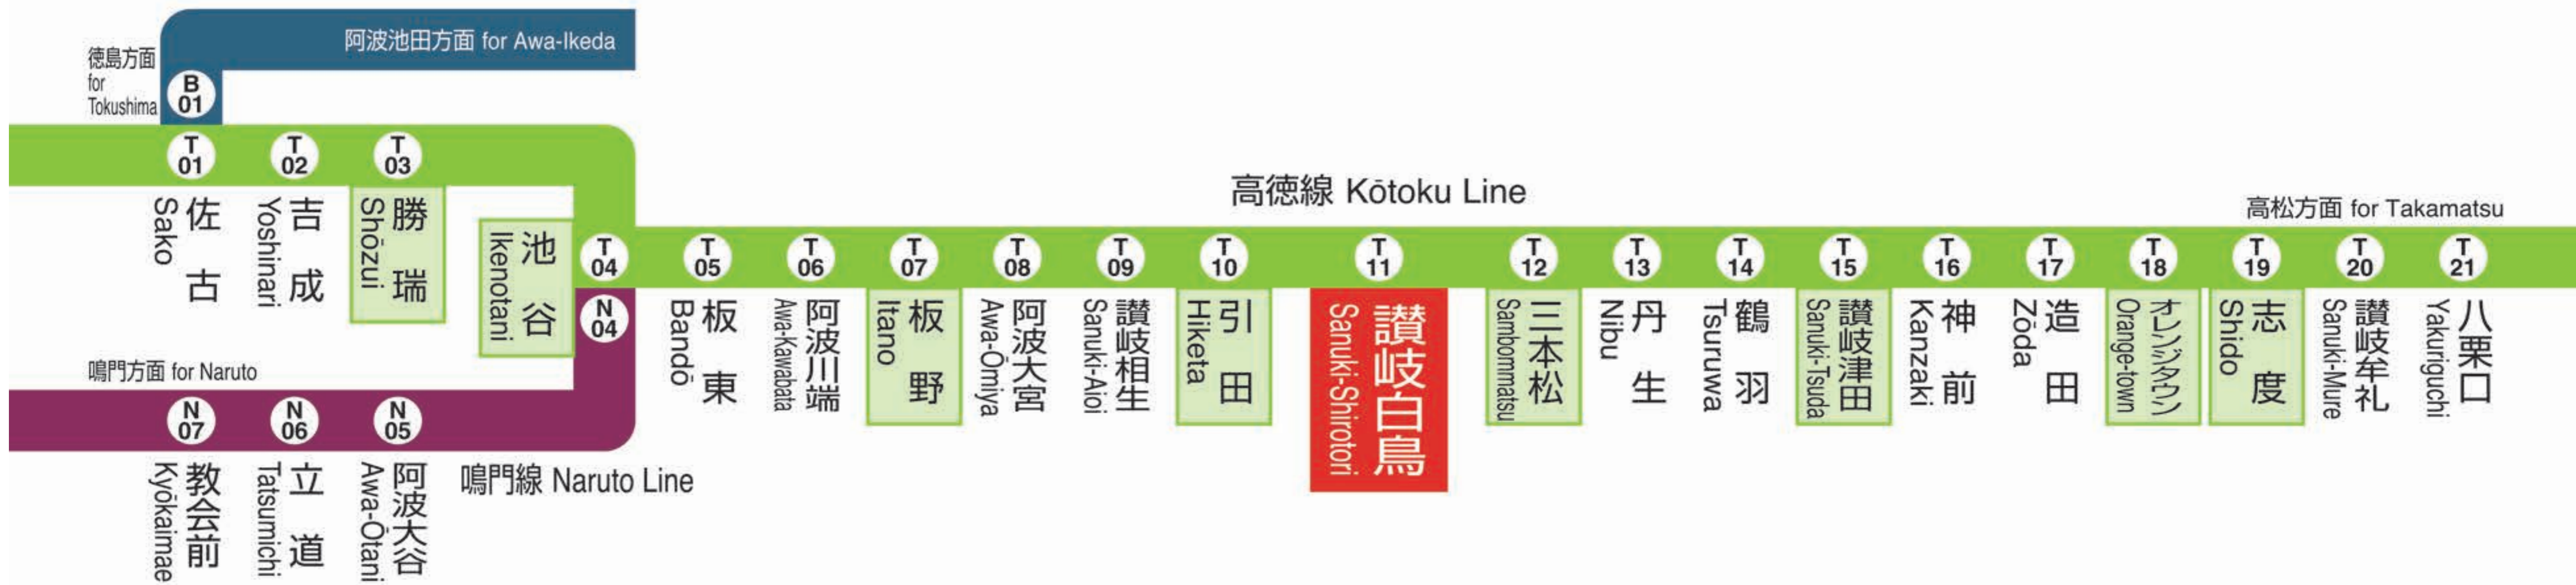 阿波池田方面 for Awa-Ikeda
徳島方面
for
Tokushima
B
01
T
01
T
02
T
03
佐古
Sako
吉成
Yoshinari
勝瑞
Shōzui
池谷
Ikenotani
高徳線 Kōtoku Line
高松方面 for Takamatsu
T
04
N
04
T
05
T
06
T
07
T
08
T
09
T
10
T
11
T
12
T
13
T
14
T
15
T
16
T
17
T
18
T
19
T
20
T
21
板東
Bandō
阿波川端
Awa-Kawabata
板野
Itano
阿波大宮
Awa-Ōmiya
讃岐相生
Sanuki-Aioi
引田
Hiketa
讃岐白鳥
Sanuki-Shirotori
三本松
Sambommatsu
丹生
Nibu
鶴羽
Tsuruwa
讃岐津田
Sanuki-Tsuda
神前
Kanzaki
造田
Zōda
オレンジタウン
Orange-town
志度
Shido
讃岐牟礼
Sanuki-Mure
八栗口
Yakuriguchi
鳴門方面 for Naruto
N
07
N
06
N
05
教会前
Kyōkaimae
立道
Tatsumichi
阿波大谷
Awa-Ōtani
鳴門線 Naruto Line